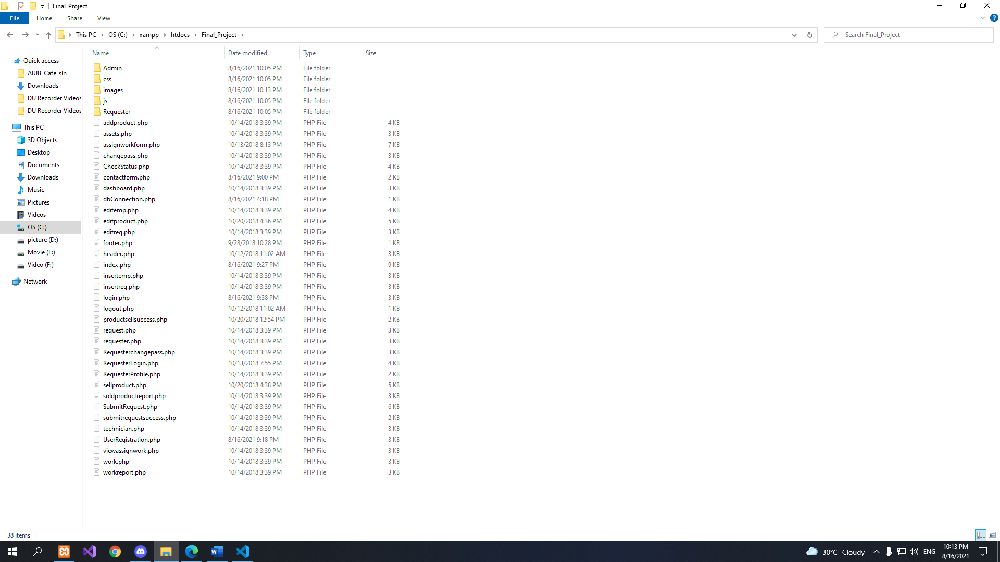 Final_Project
File Home Share View
This PC OS (C:) xampp htdocs Final_Project
Search Final_Project
Name Date modified Type Size
Quick access
AIUB_Cafe_sln
Downloads
DU Recorder Videos
DU Recorder Videos
This PC
3D Objects
Desktop
Documents
Downloads
Music
Pictures
Videos
OS (C:)
picture (D:)
Movie (E:)
Video (F:)
Network
Admin 8/16/2021 10:05 PM File folder
css 8/16/2021 10:05 PM File folder
images 8/16/2021 10:13 PM File folder
js 8/16/2021 10:05 PM File folder
Requester 8/16/2021 10:05 PM File folder
addproduct.php 10/14/2018 3:39 PM PHP File 4 KB
assets.php 10/14/2018 3:39 PM PHP File 3 KB
assignworkform.php 10/13/2018 8:13 PM PHP File 7 KB
changepass.php 10/14/2018 3:39 PM PHP File 3 KB
CheckStatus.php 10/14/2018 3:39 PM PHP File 4 KB
contactform.php 8/16/2021 9:00 PM PHP File 2 KB
dashboard.php 10/14/2018 3:39 PM PHP File 3 KB
dbConnection.php 8/16/2021 4:18 PM PHP File 1 KB
editemp.php 10/14/2018 3:39 PM PHP File 4 KB
editproduct.php 10/20/2018 4:36 PM PHP File 5 KB
editreq.php 10/14/2018 3:39 PM PHP File 3 KB
footer.php 9/28/2018 10:28 PM PHP File 1 KB
header.php 10/12/2018 11:02 AM PHP File 3 KB
index.php 8/16/2021 9:27 PM PHP File 9 KB
insertemp.php 10/14/2018 3:39 PM PHP File 3 KB
insertreq.php 10/14/2018 3:39 PM PHP File 3 KB
login.php 8/16/2021 9:38 PM PHP File 3 KB
logout.php 10/12/2018 11:02 AM PHP File 1 KB
productsellsuccess.php 10/20/2018 12:54 PM PHP File 2 KB
request.php 10/14/2018 3:39 PM PHP File 3 KB
requester.php 10/14/2018 3:39 PM PHP File 3 KB
Requesterchangepass.php 10/14/2018 3:39 PM PHP File 3 KB
RequesterLogin.php 10/13/2018 7:55 PM PHP File 4 KB
RequesterProfile.php 10/14/2018 3:39 PM PHP File 2 KB
sellproduct.php 10/20/2018 4:38 PM PHP File 5 KB
soldproductreport.php 10/14/2018 3:39 PM PHP File 3 KB
SubmitRequest.php 10/14/2018 3:39 PM PHP File 6 KB
submitrequestsuccess.php 10/14/2018 3:39 PM PHP File 2 KB
technician.php 10/14/2018 3:39 PM PHP File 3 KB
UserRegistration.php 8/16/2021 9:18 PM PHP File 3 KB
viewassignwork.php 10/14/2018 3:39 PM PHP File 3 KB
work.php 10/14/2018 3:39 PM PHP File 3 KB
workreport.php 10/14/2018 3:39 PM PHP File 3 KB
38 items
30°C Cloudy ENG 10:13 PM
8/16/2021